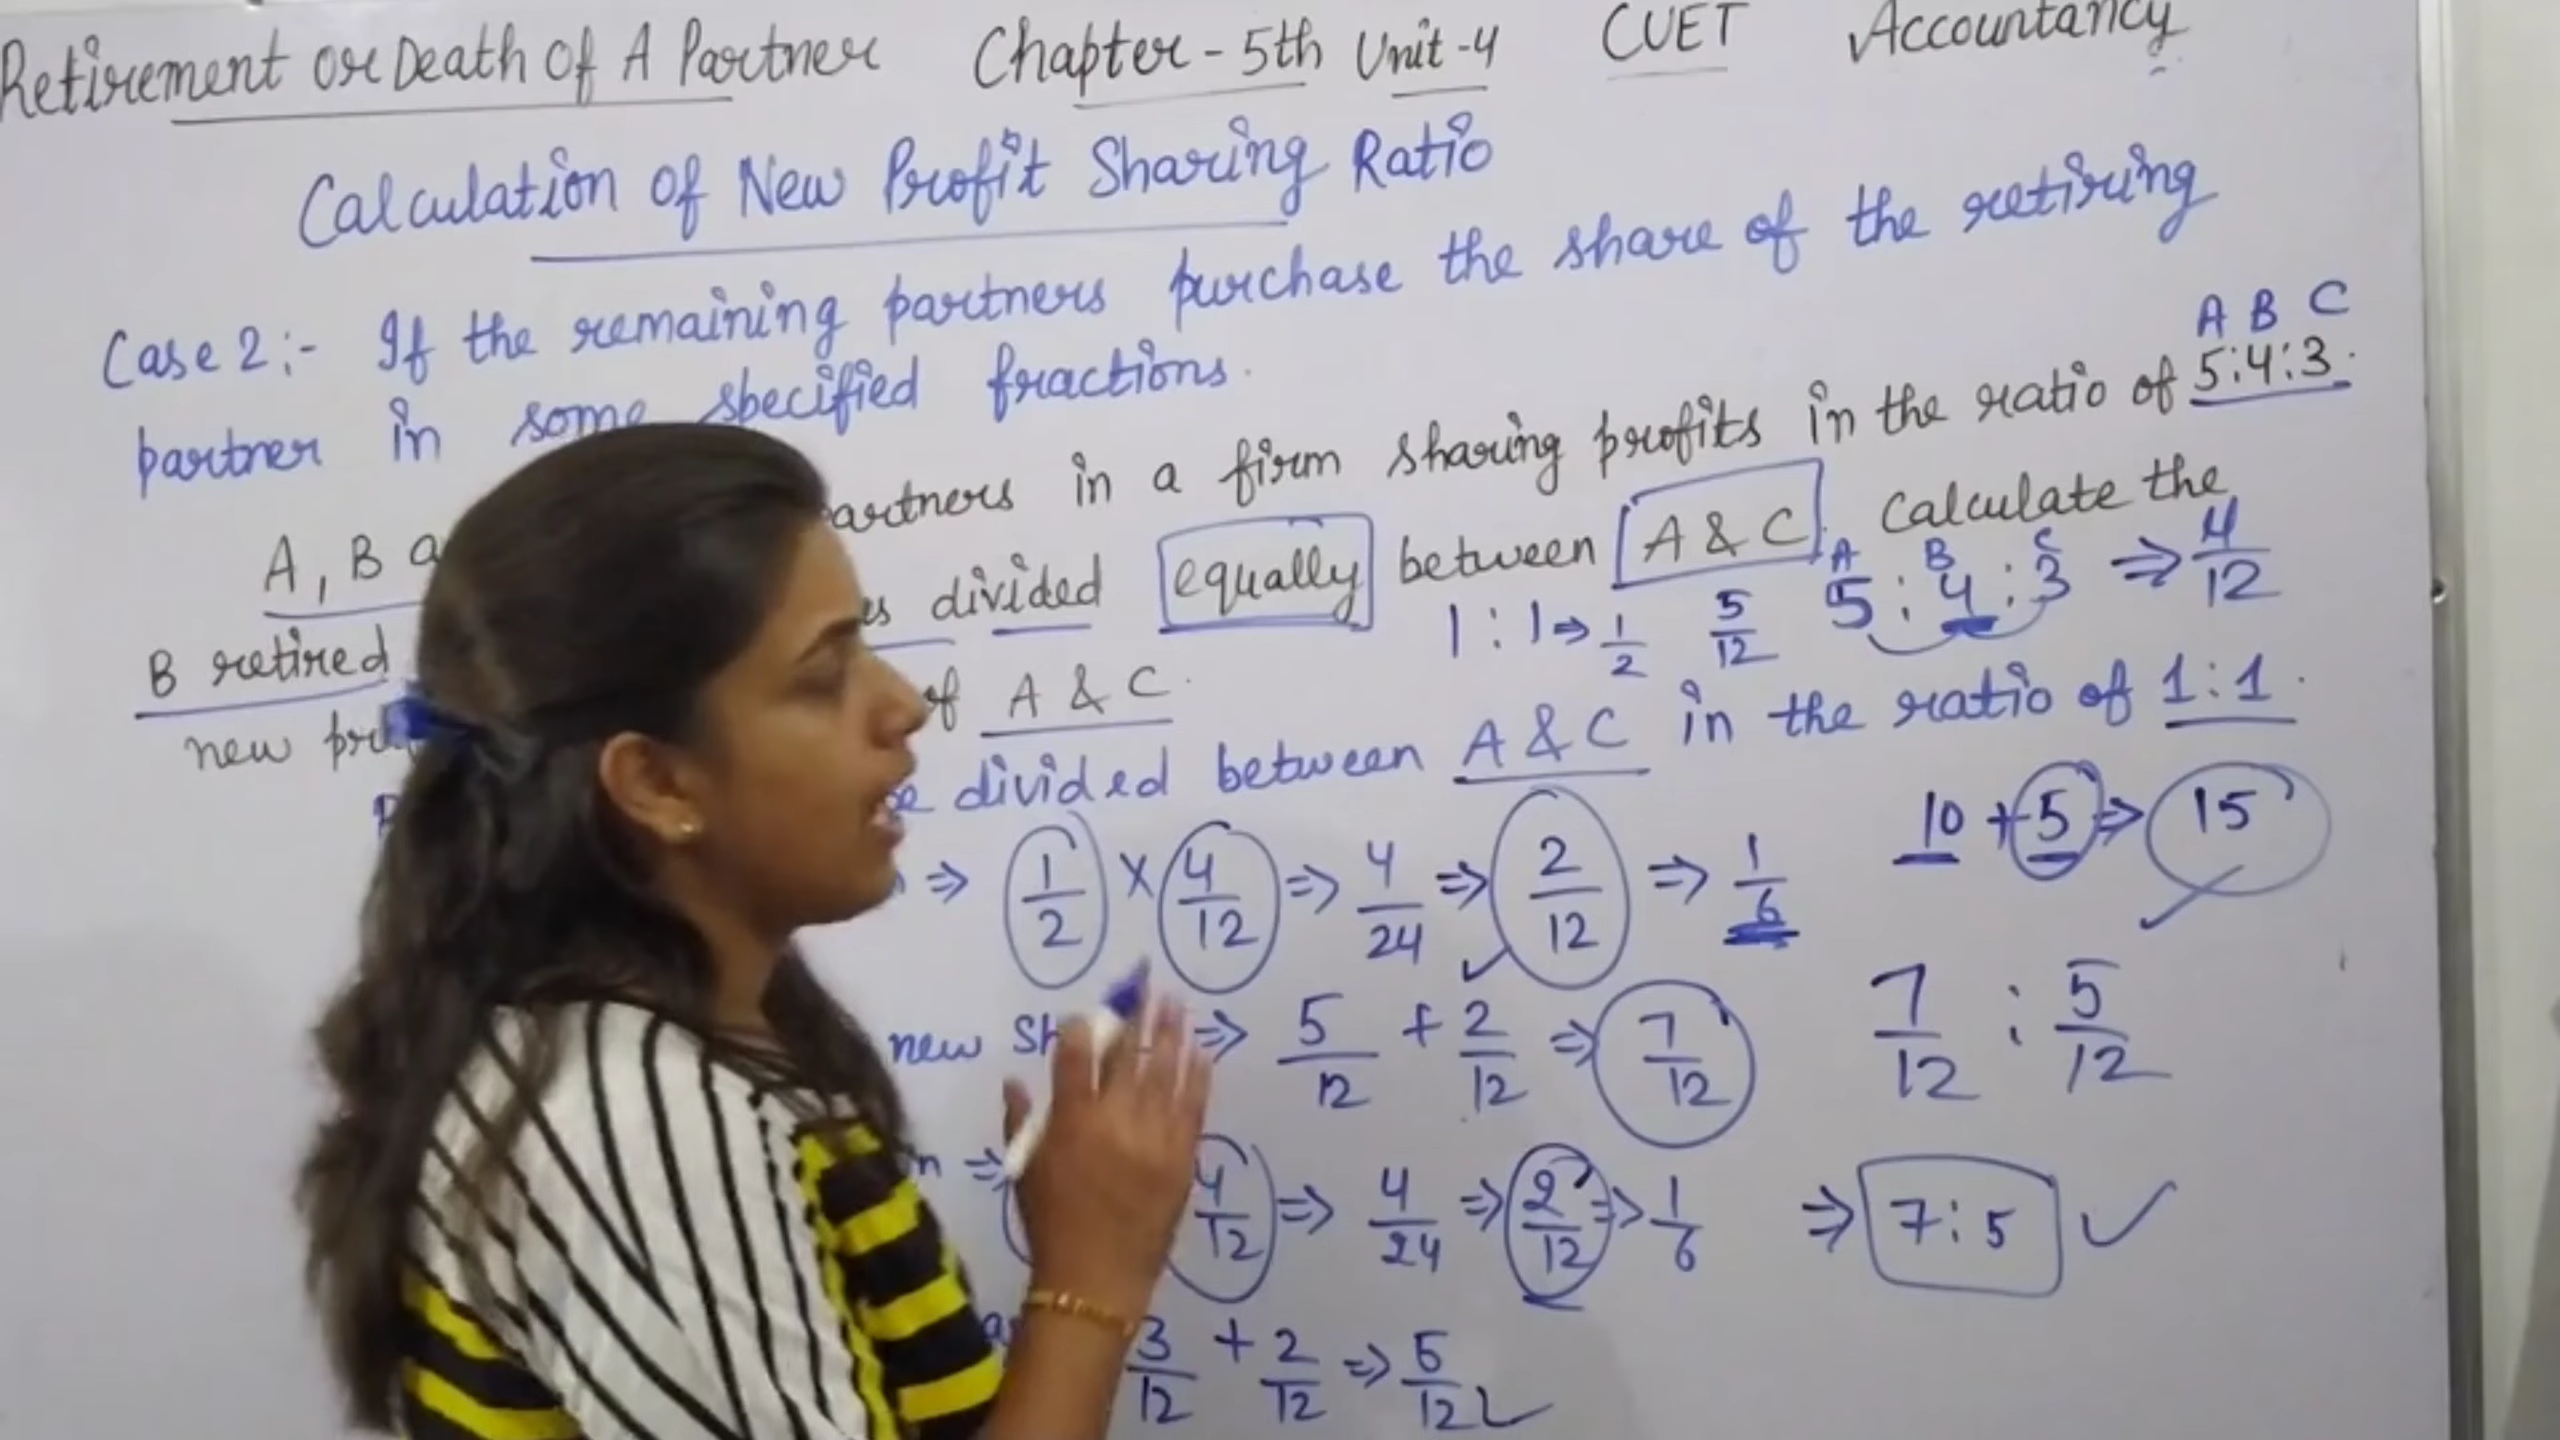 Retirement or Death Of A Partner Chapter - 5th Unit -4 CUET Accountancy
Calculation of New Profit Sharing Ratio
Case 2:- If the remaining partners purchase the share of the retiring
partner in some specified fractions.
A B C
A, B a artners in a firm sharing profits in the ratio of 5:4:3.
B retired es divided equally between A & C. Calculate the
1 : 1 ⇒ 1/2 5/12 A B C 5 : 4 : 3 ⇒ 4/12
new pro of A & C.
e divided between A & C in the ratio of 1:1.
10 + 5 ⇒ 15
⇒ 1/2 × 4/12 ⇒ 4/24 ⇒ 2/12 ⇒ 1/6
new Sh ⇒ 5/12 + 2/12 ⇒ 7/12 7/12 : 5/12
n ⇒ 4/12 ⇒ 4/24 ⇒ 2/12 ⇒ 1/6 ⇒ 7:5
3/12 + 2/12 ⇒ 5/12